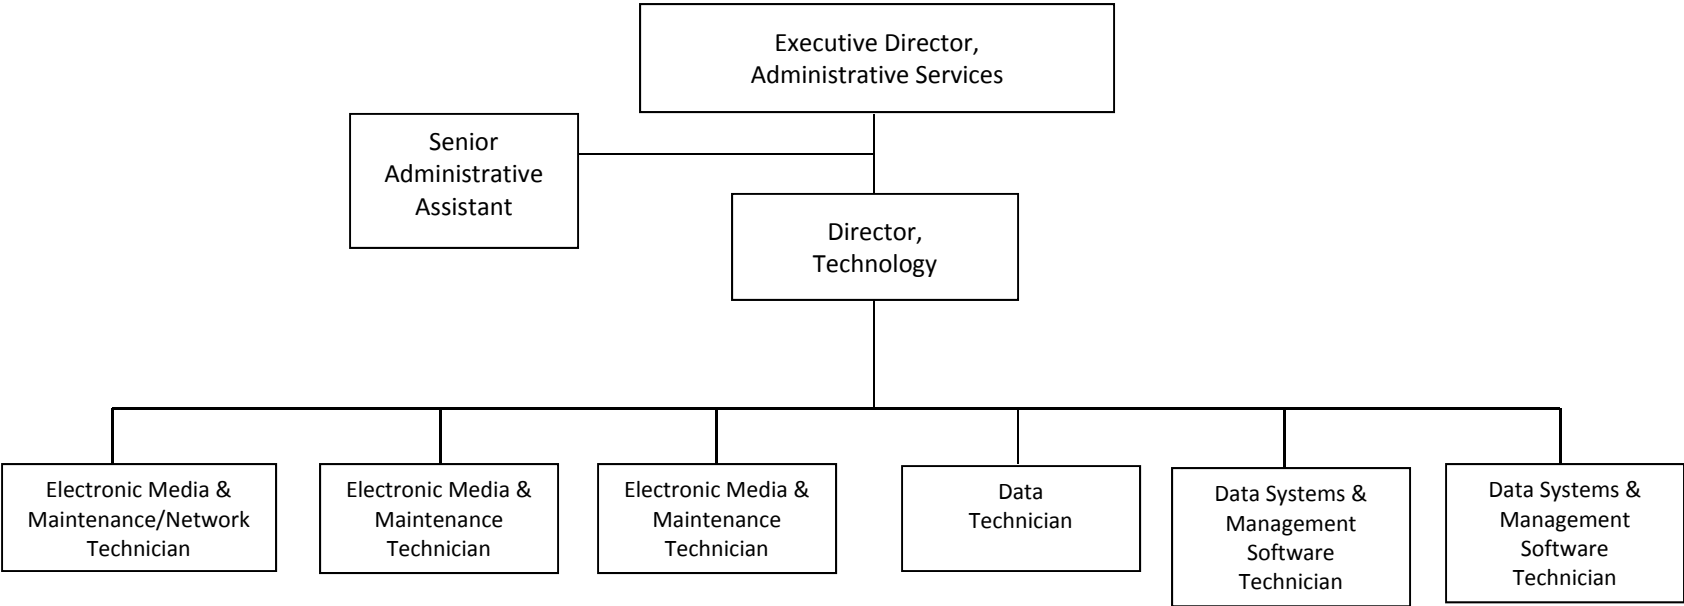 Executive Director,
Administrative Services
Senior
Administrative
Assistant
Director,
Technology
Electronic Media &
Maintenance/Network
Technician
Electronic Media &
Maintenance
Technician
Electronic Media &
Maintenance
Technician
Data
Technician
Data Systems &
Management
Software
Technician
Data Systems &
Management
Software
Technician